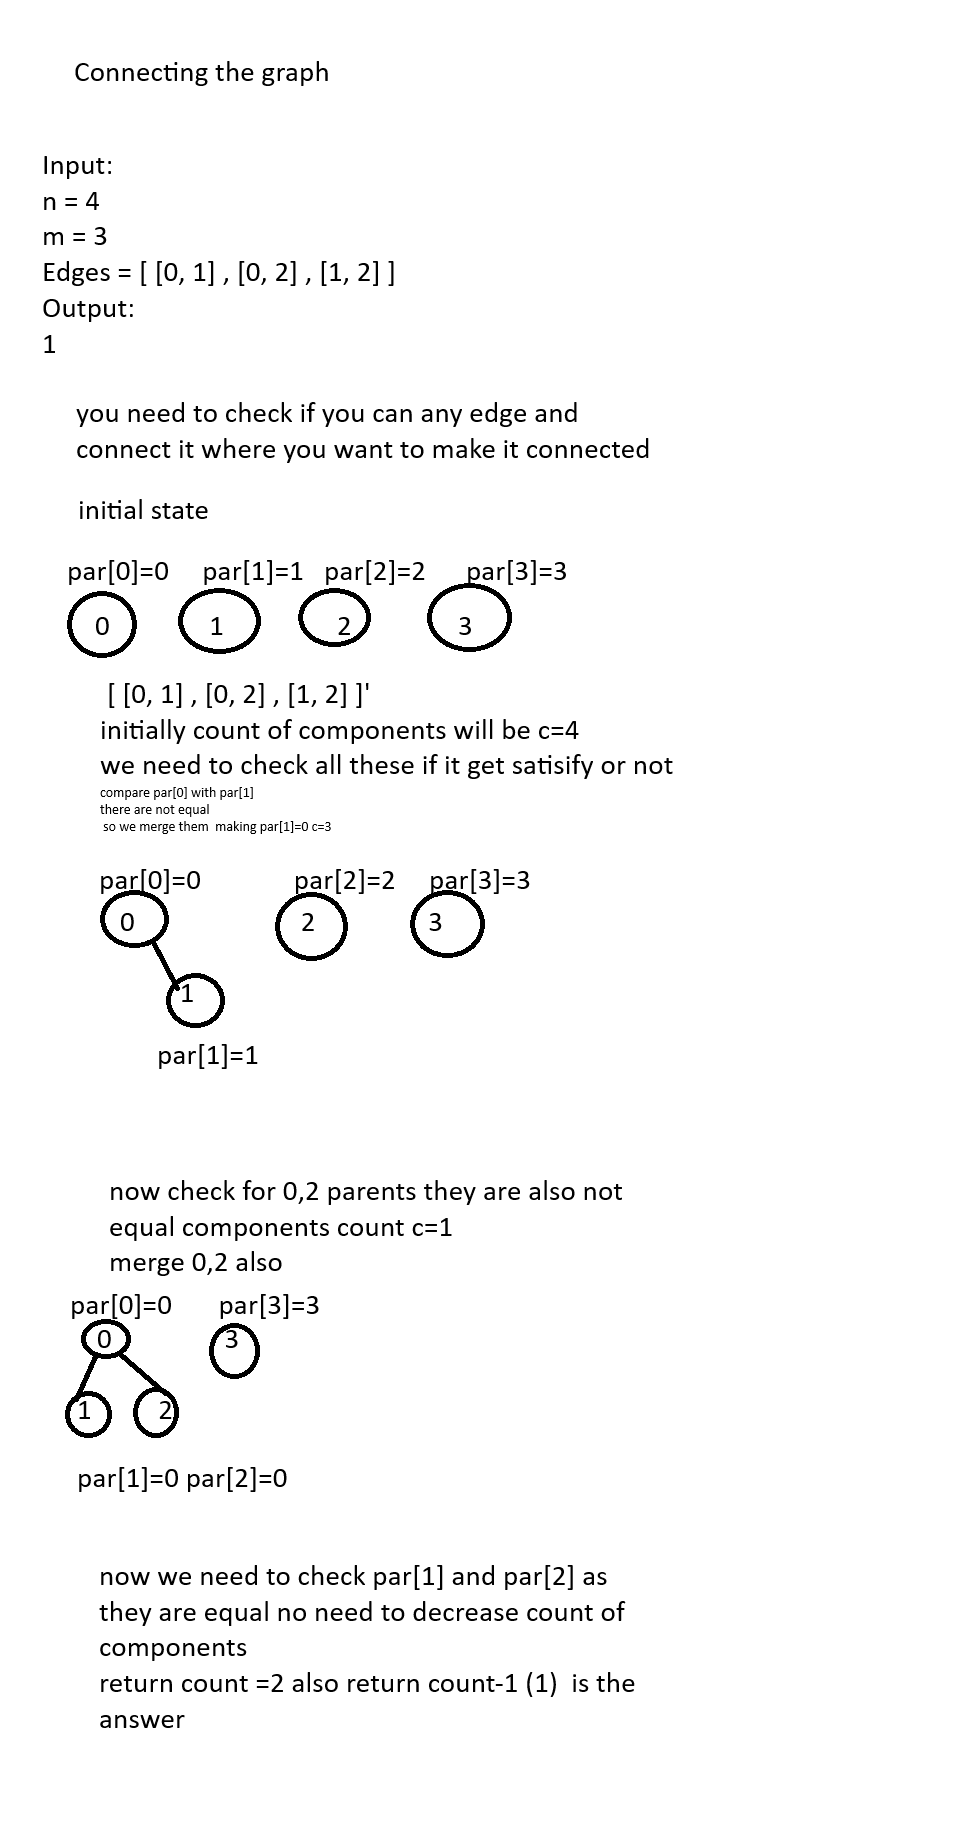 Connecting the graph
Input:
n = 4
m = 3
Edges = [ [0, 1] , [0, 2] , [1, 2] ]
Output:
1
you need to check if you can any edge and
connect it where you want to make it connected
initial state
par[0]=0 par[1]=1 par[2]=2 par[3]=3
0 1 2 3
[ [0, 1] , [0, 2] , [1, 2] ]'
initially count of components will be c=4
we need to check all these if it get satisify or not
compare par[0] with par[1]
there are not equal
so we merge them making par[1]=0 c=3
par[0]=0 par[2]=2 par[3]=3
0 2 3
1
par[1]=1
now check for 0,2 parents they are also not
equal components count c=1
merge 0,2 also
par[0]=0 par[3]=3
0 3
1 2
par[1]=0 par[2]=0
now we need to check par[1] and par[2] as
they are equal no need to decrease count of
components
return count =2 also return count-1 (1) is the
answer